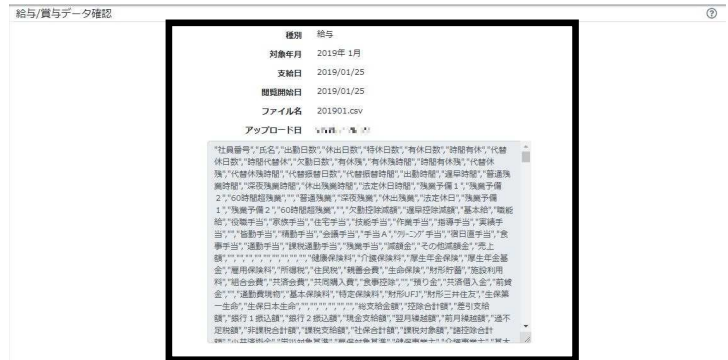 給与/賞与データ確認
種別 給与
対象年月 2019年 1月
支給日 2019/01/25
閲覧開始日 2019/01/25
ファイル名 201901.csv
アップロード日
"社員番号","氏名","出勤日数","休出日数","特休日数","有休日数","時間有休","代替
休日数","時間代替休","欠勤日数","有休残","有休残時間","時間有休残","代替休
残","代替休残時間","代替振替日数","代替振替時間","出勤時間","遅早時間","普通残
業時間","深夜残業時間","休出残業時間","法定休日時間","残業予備1","残業予備
2","60時間超残業","","普通残業","深夜残業","休出残業","法定休日","残業予備
1","残業予備2","60時間超残業","","欠勤控除減額","遅早控除減額","基本給","職能
給","役職手当","家族手当","住宅手当","技能手当","作業手当","指導手当","実績手
当","","皆勤手当","精勤手当","会議手当","手当A","ｸﾘｰﾆﾝｸﾞ手当","宿日直手当","食
事手当","通勤手当","課税通勤手当","残業手当","減額金","その他減額金","売上
額","","","","","","","","","健康保険料","介護保険料","厚生年金保険","厚生年金基
金","雇用保険料","所得税","住民税","親善会費","生命保険","財形貯蓄","施設利用
料","組合会費","共済会費","共同購入費","食事控除","","預り金","共済借入金","前貸
金","","通勤費現物","基本保険料","特定保険料","財形UFJ","財形三井住友","生保第
一生命","生保日本生命","","","","","","","総支給金額","控除合計額","差引支給
額","銀行1振込額","銀行2振込額","現金支給額","翌月繰越額","前月繰越額","過不
足税額","非課税合計額","課税支給額","社保合計額","課税対象額","諸控除合計